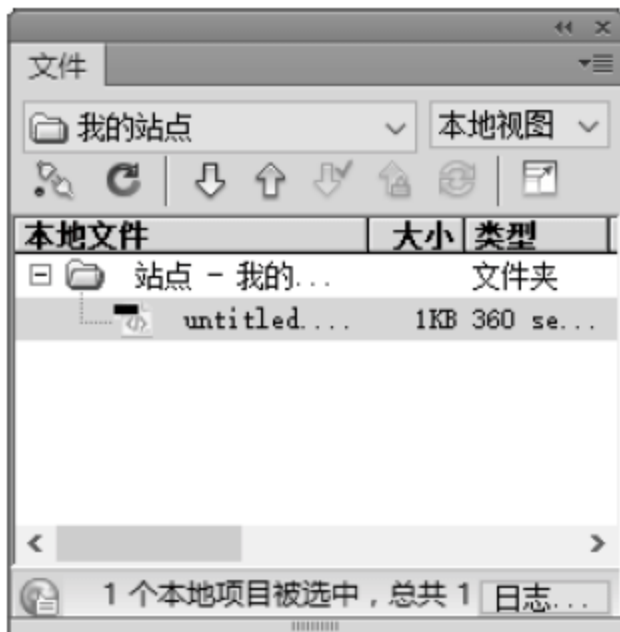 文件
我的站点 本地视图
本地文件 大小 类型
站点 - 我的... 文件夹
untitled.... 1KB 360 se...
1 个本地项目被选中，总共 1 日志...